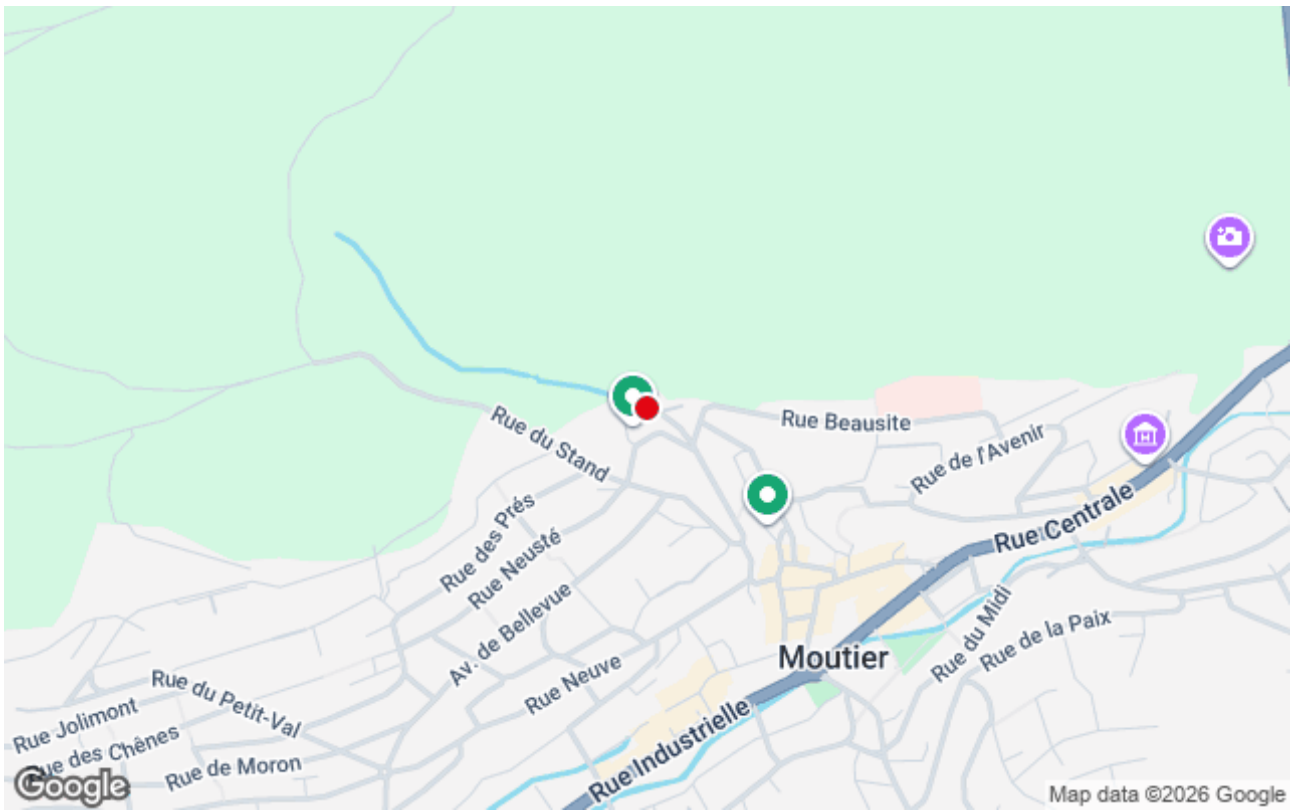 Rue Beausite
Rue de l'Avenir
Rue du Stand
Rue Centrale
Rue des Prés
Rue Neusté
Av. de Bellevue
Rue du Midi
Rue de la Paix
Moutier
Rue Neuve
Rue du Petit-Val
Rue Jolimont
Rue des Chênes
Rue de Moron
Rue Industrielle
Google
Map data ©2026 Google